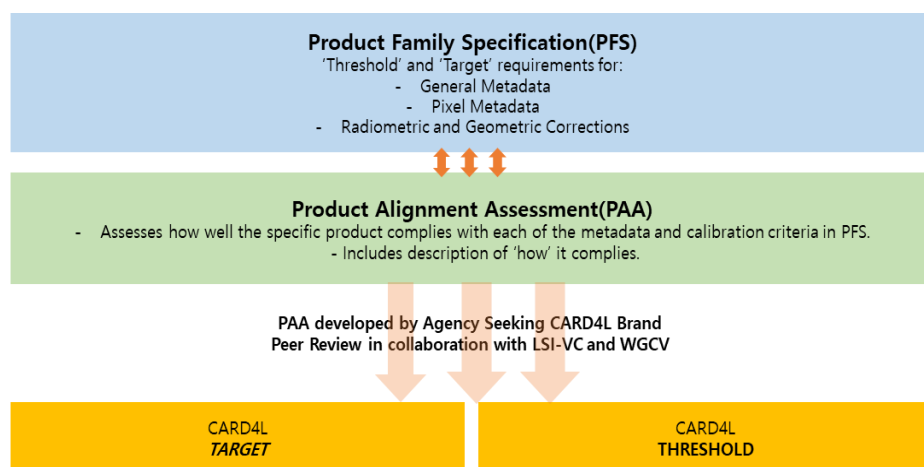 Product Family Specification(PFS)
‘Threshold’ and ‘Target’ requirements for:
- General Metadata
- Pixel Metadata
- Radiometric and Geometric Corrections
Product Alignment Assessment(PAA)
- Assesses how well the specific product complies with each of the metadata and calibration criteria in PFS.
- Includes description of ‘how’ it complies.
PAA developed by Agency Seeking CARD4L Brand
Peer Review in collaboration with LSI-VC and WGCV
CARD4L
TARGET
CARD4L
THRESHOLD